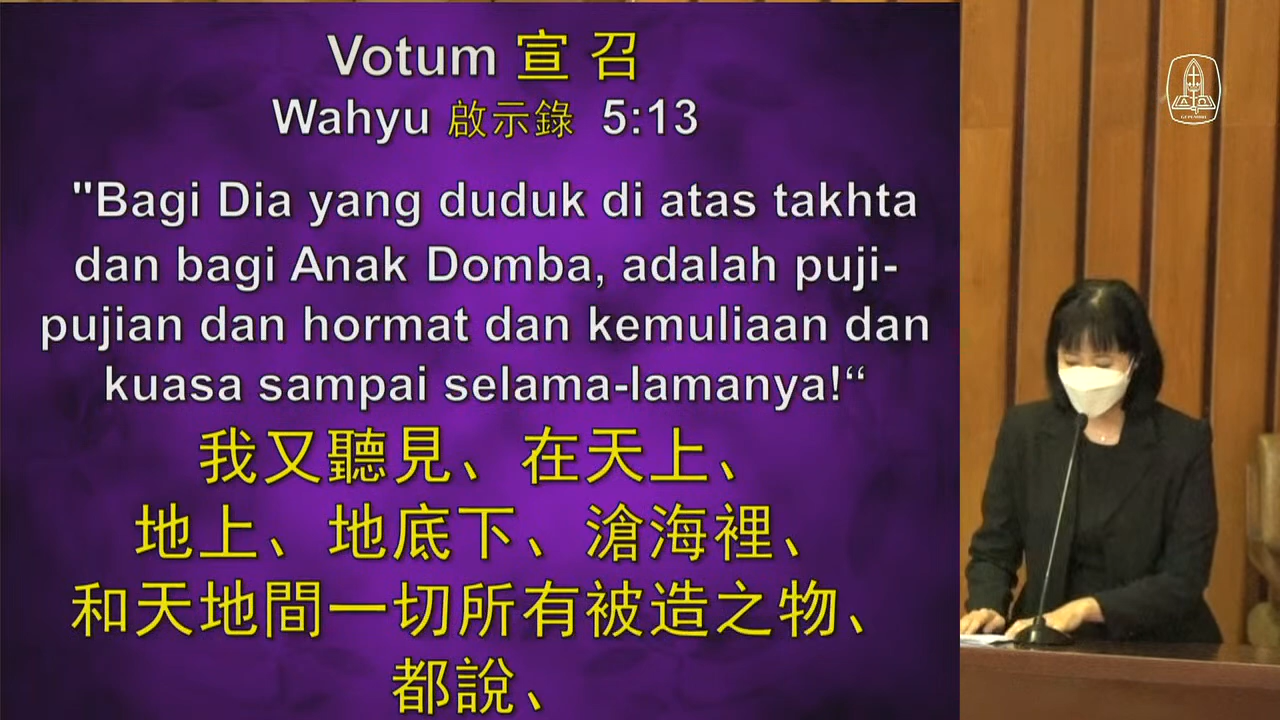 Votum 宣 召
Wahyu 啟示錄 5:13
"Bagi Dia yang duduk di atas takhta
dan bagi Anak Domba, adalah puji-
pujian dan hormat dan kemuliaan dan
kuasa sampai selama-lamanya!“
我又聽見、在天上、
地上、地底下、滄海裡、
和天地間一切所有被造之物、
都說、